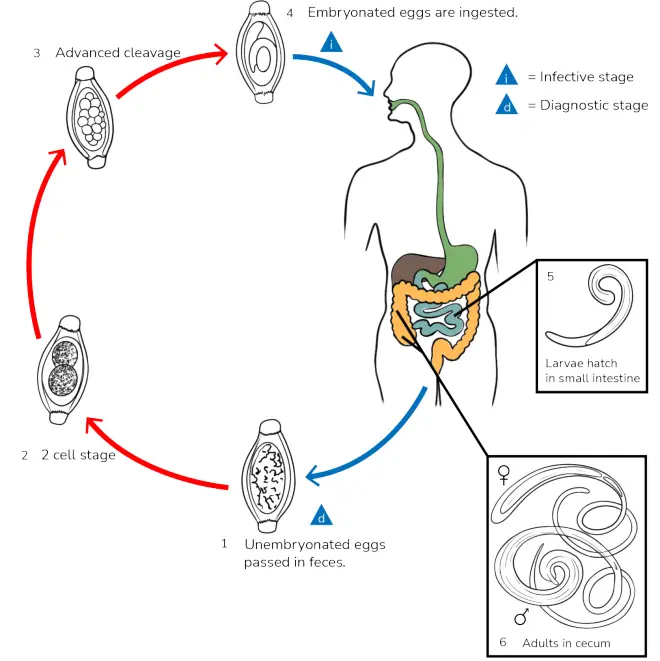 4 Embryonated eggs are ingested.
3 Advanced cleavage
i
i = Infective stage
d = Diagnostic stage
5
Larvae hatch
in small intestine
2 2 cell stage
d
1 Unembryonated eggs
passed in feces.
♀
♂
6 Adults in cecum